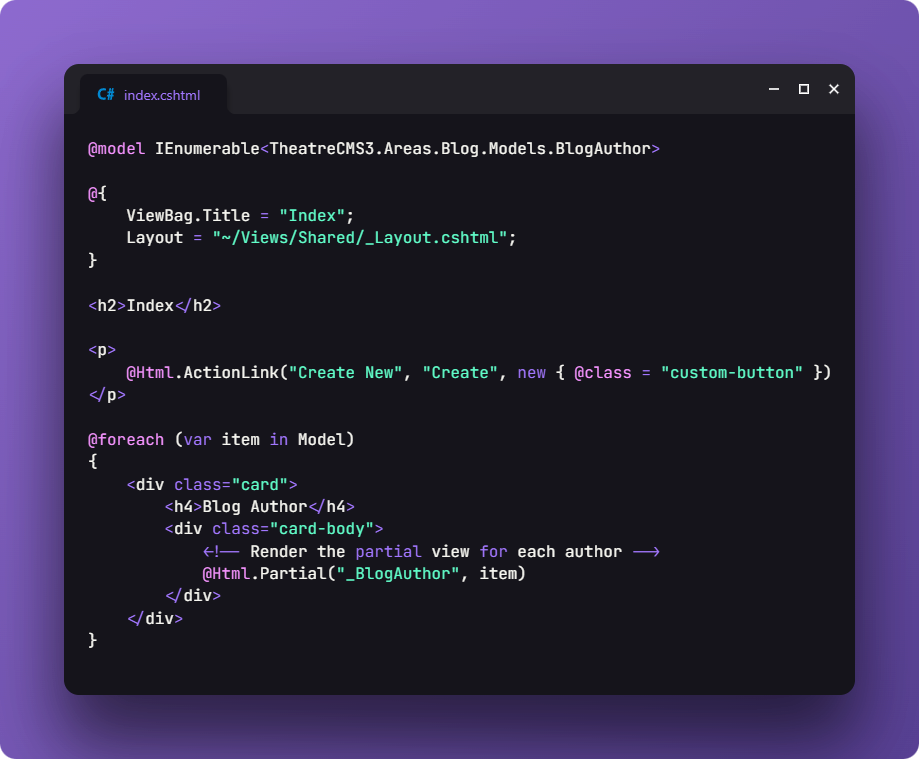 C# index.cshtml
@model IEnumerable<TheatreCMS3.Areas.Blog.Models.BlogAuthor>
@{
    ViewBag.Title = "Index";
    Layout = "~/Views/Shared/_Layout.cshtml";
}
<h2>Index</h2>
<p>
    @Html.ActionLink("Create New", "Create", new { @class = "custom-button" })
</p>
@foreach (var item in Model)
{
    <div class="card">
        <h4>Blog Author</h4>
        <div class="card-body">
            <!-- Render the partial view for each author -->
            @Html.Partial("_BlogAuthor", item)
        </div>
    </div>
}